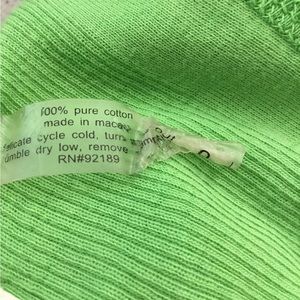 100% pure cotton
made in macau
delicate cycle cold, turn
tumble dry low, remove
RN#92189